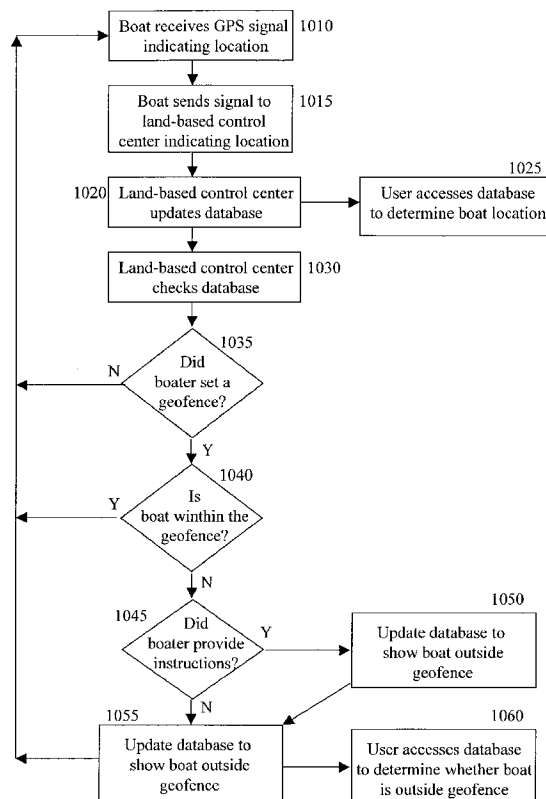 Boat receives GPS signal
indicating location
1010
Boat sends signal to
land-based control
center indicating location
1015
1020
Land-based control center
updates database
1025
User accesses database
to determine boat location
Land-based control center
checks database
1030
1035
Did
boater set a
geofence?
N
Y
1040
Is
boat winthin the
geofence?
Y
N
1045
Did
boater provide
instructions?
Y
N
1050
Update database to
show boat outside
geofence
1055
Update database to
show boat outside
geofence
1060
User accesses database
to determine whether boat
is outside geofence